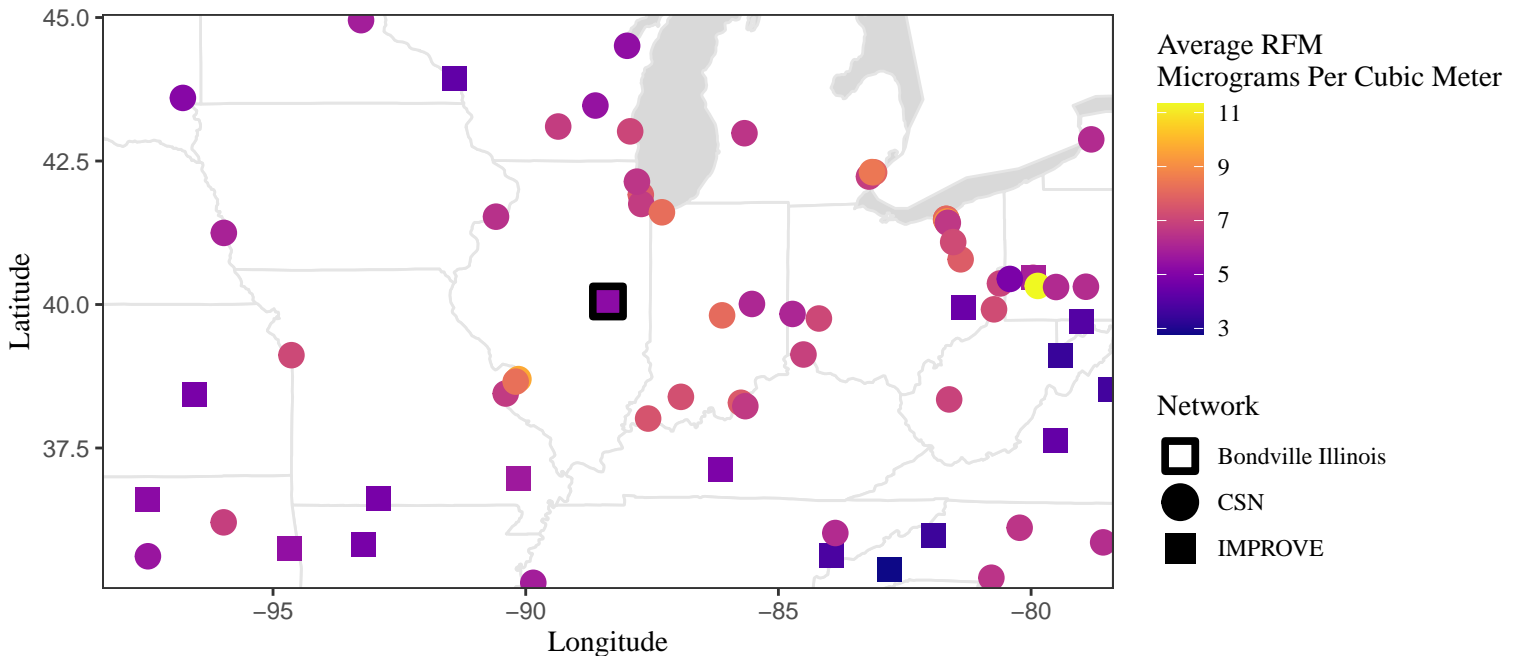 45.0
42.5
40.0
37.5
Latitude
−95
−90
−85
−80
Longitude
Average RFM
Micrograms Per Cubic Meter
11
9
7
5
3
Network
Bondville Illinois
CSN
IMPROVE